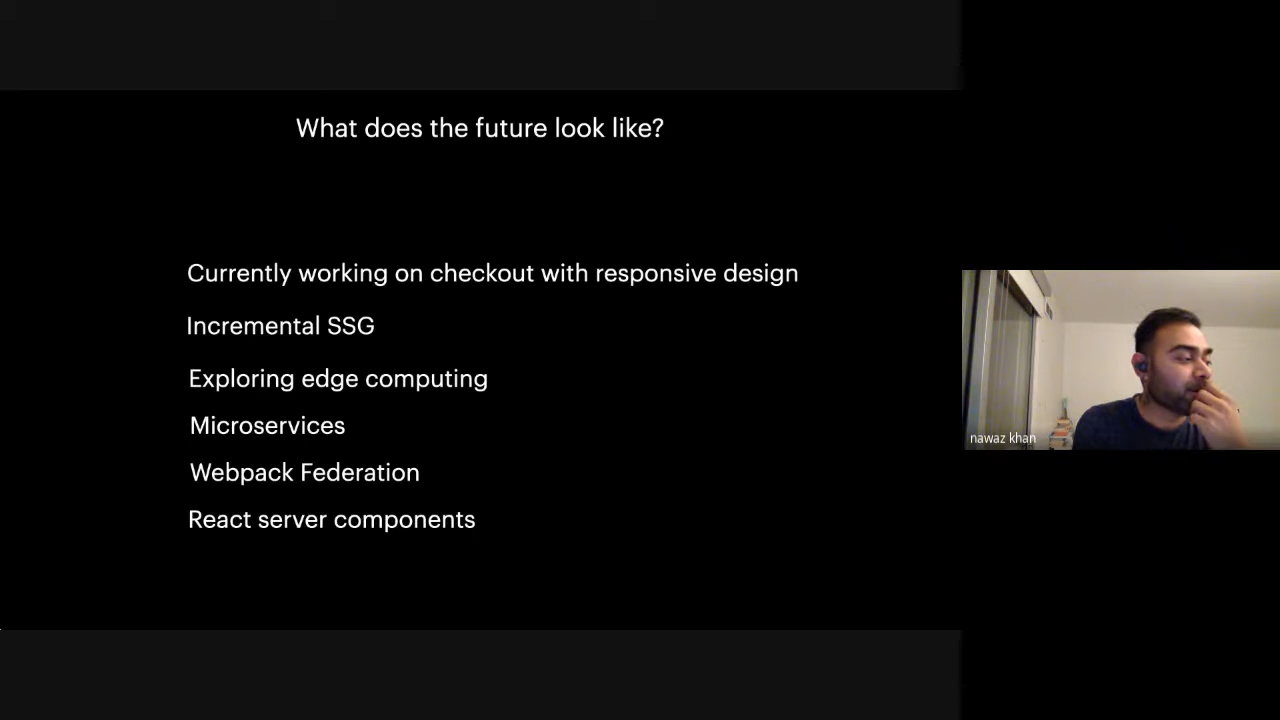 What does the future look like?
Currently working on checkout with responsive design
Incremental SSG
Exploring edge computing
Microservices
Webpack Federation
React server components
nawaz khan